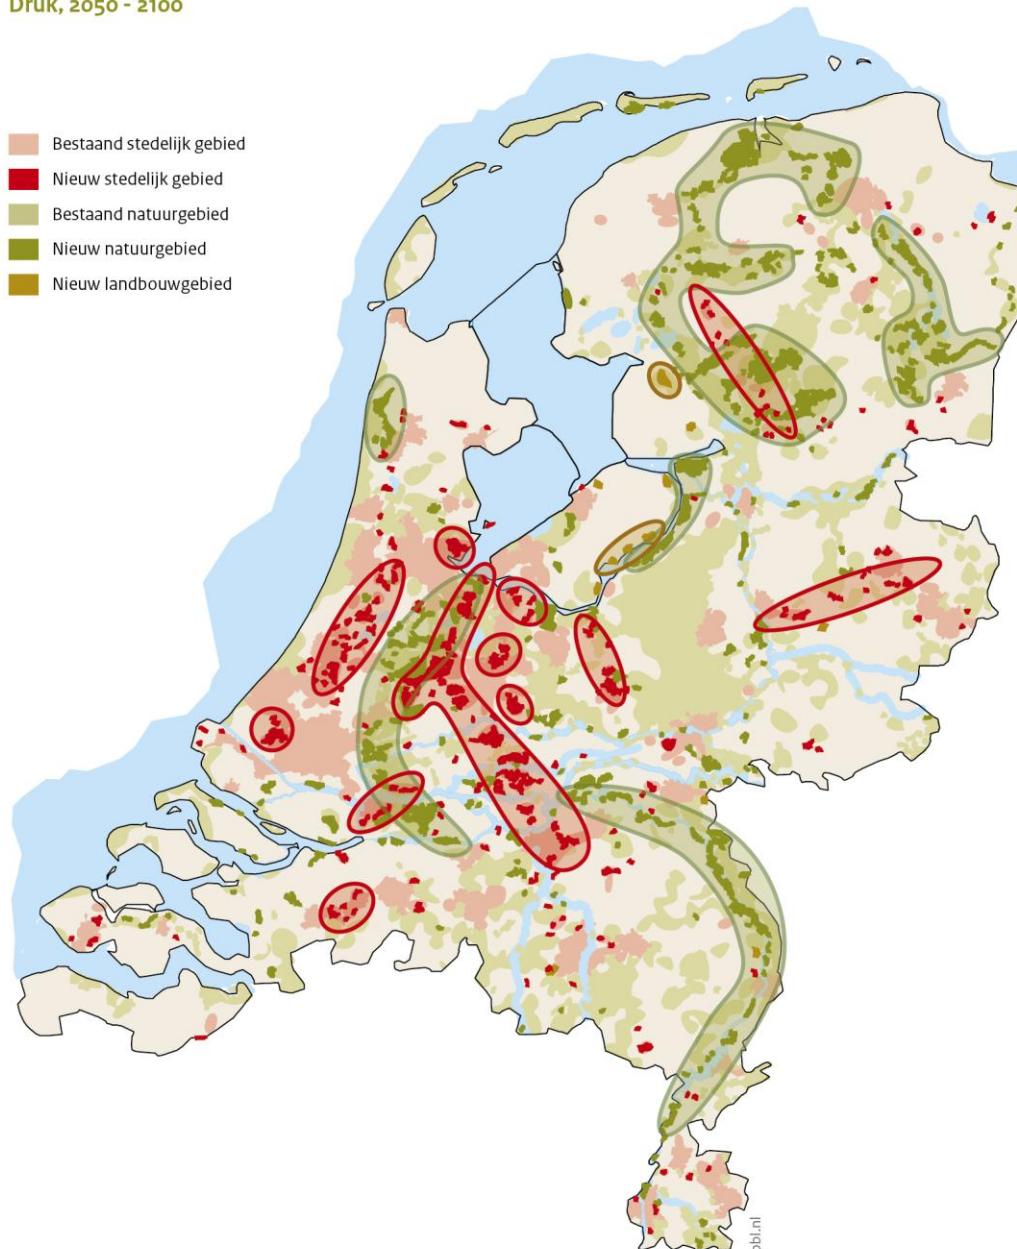 Druk, 2050 - 2100
Bestaand stedelijk gebied
Nieuw stedelijk gebied
Bestaand natuurgebied
Nieuw natuurgebied
Nieuw landbouwgebied
pbl.nl